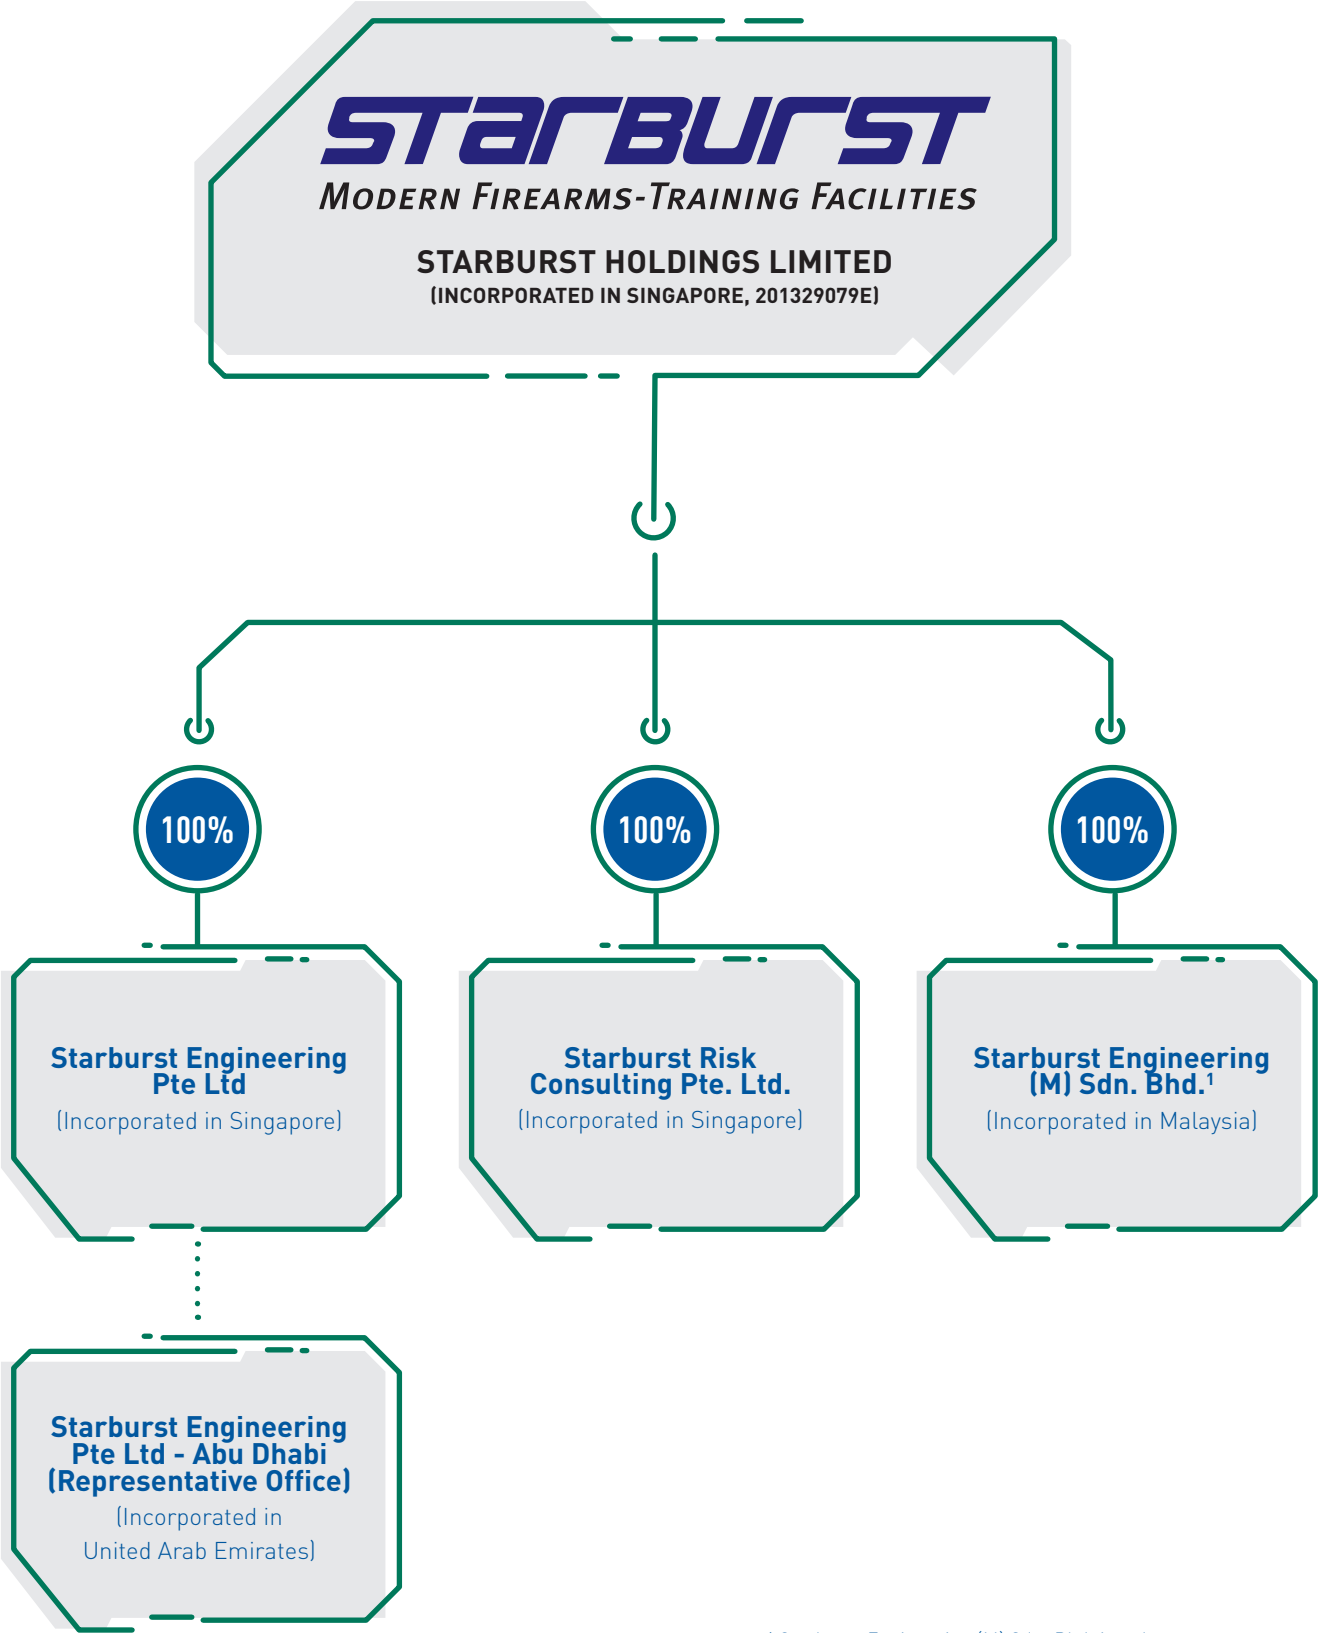 STARBURST
MODERN FIREARMS-TRAINING FACILITIES
STARBURST HOLDINGS LIMITED
(INCORPORATED IN SINGAPORE, 201329079E)
100%
100%
100%
Starburst Engineering
Pte Ltd
(Incorporated in Singapore)
Starburst Risk
Consulting Pte. Ltd.
(Incorporated in Singapore)
Starburst Engineering
(M) Sdn. Bhd.¹
(Incorporated in Malaysia)
Starburst Engineering
Pte Ltd - Abu Dhabi
(Representative Office)
(Incorporated in
United Arab Emirates)